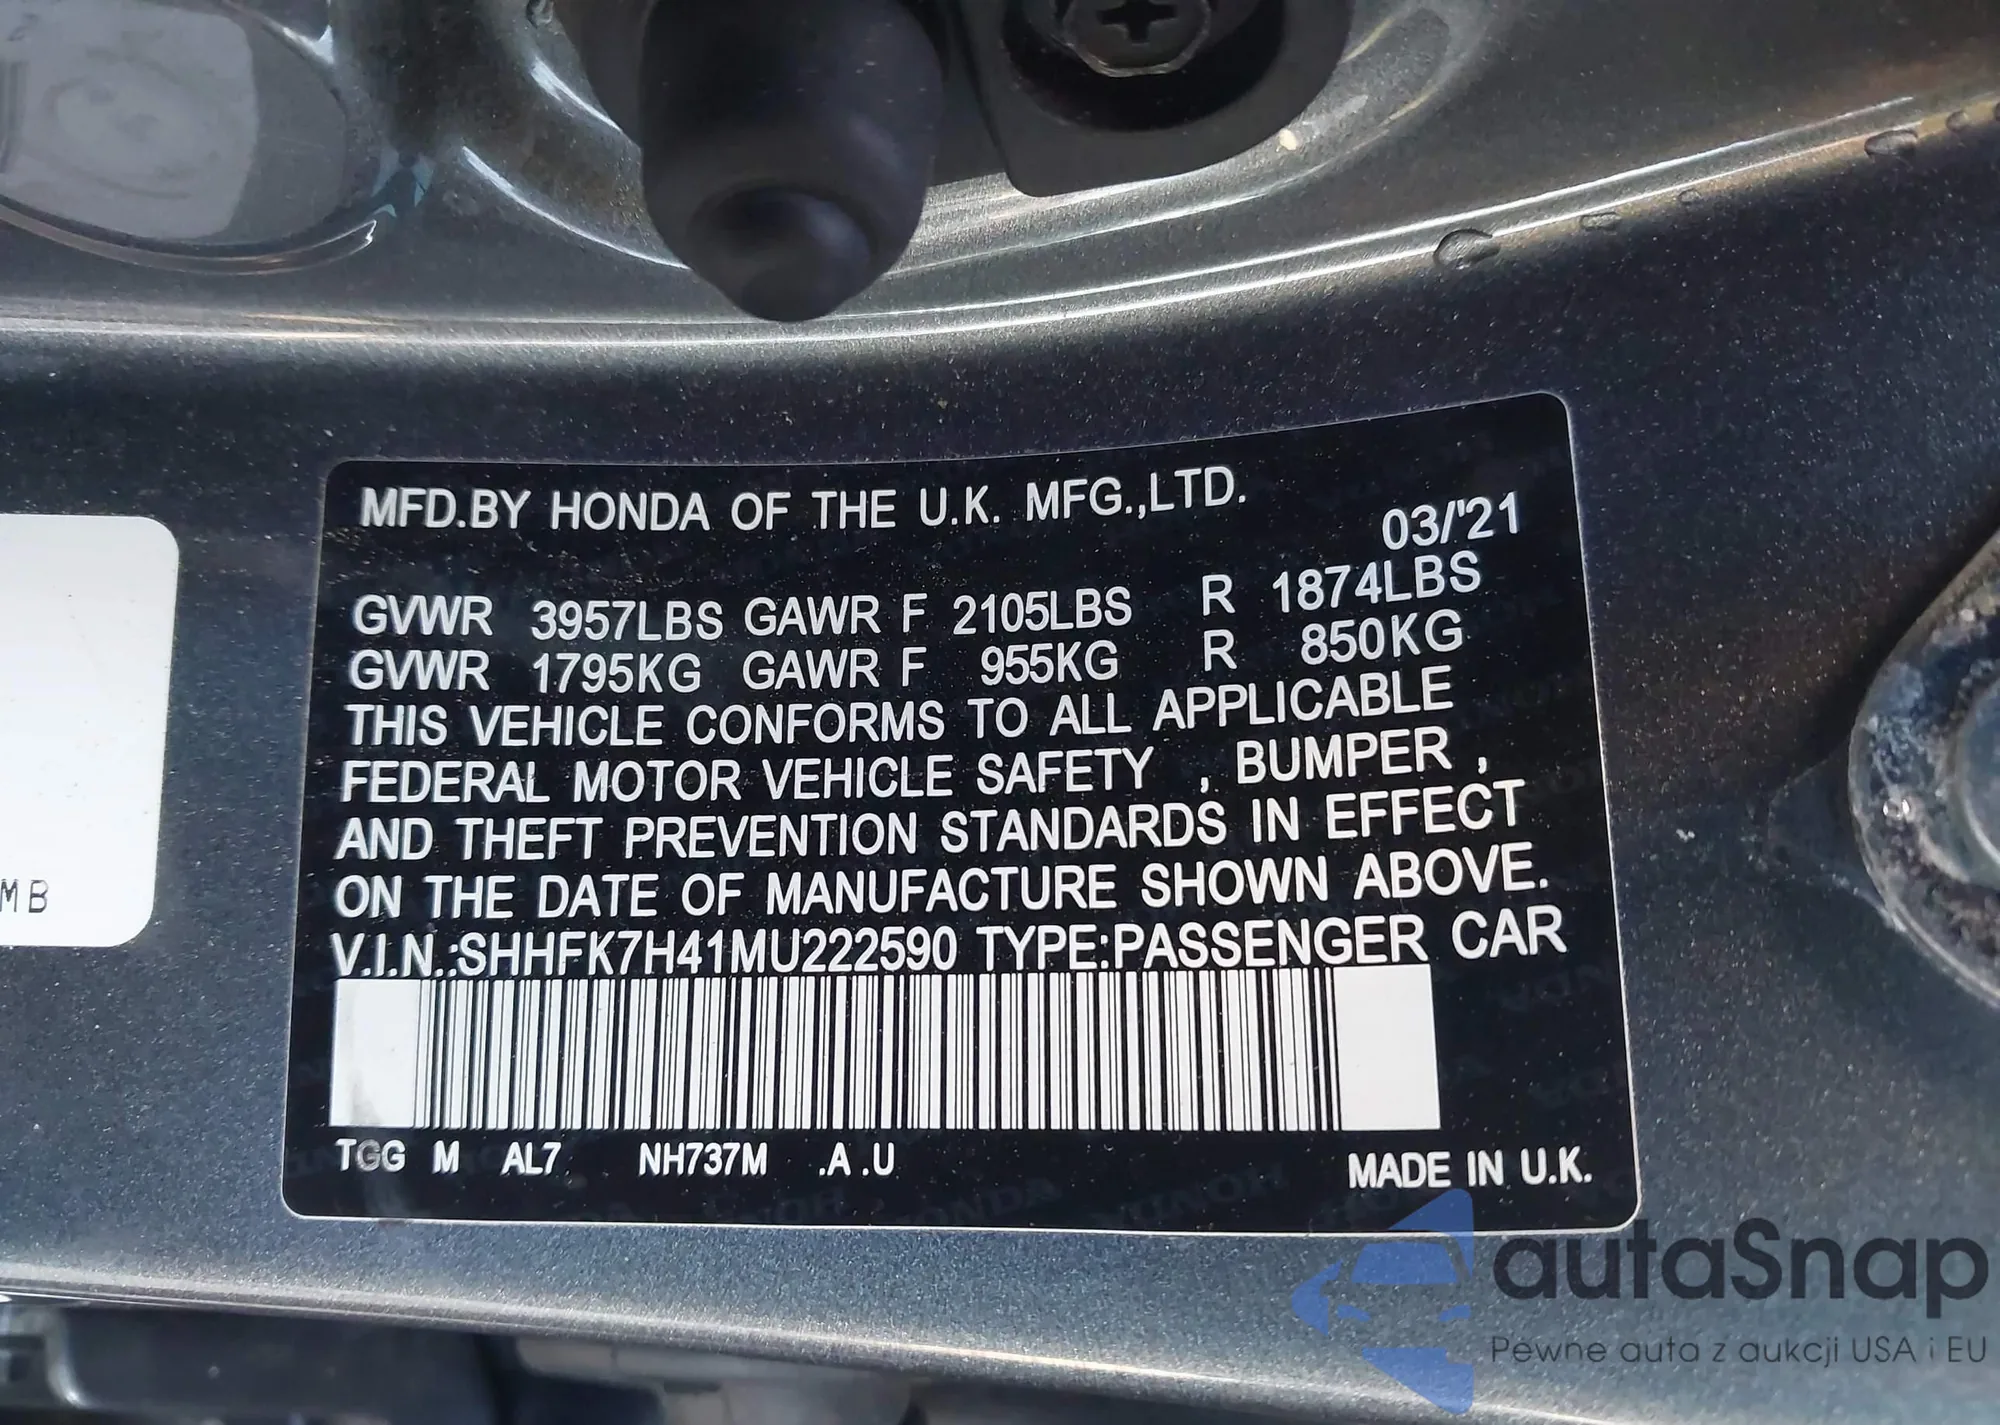 MFD.BY HONDA OF THE U.K. MFG.,LTD.
03/'21
GVWR 3957LBS GAWR F 2105LBS R 1874LBS
GVWR 1795KG GAWR F 955KG R 850KG
THIS VEHICLE CONFORMS TO ALL APPLICABLE
FEDERAL MOTOR VEHICLE SAFETY , BUMPER ,
AND THEFT PREVENTION STANDARDS IN EFFECT
ON THE DATE OF MANUFACTURE SHOWN ABOVE.
V.I.N.:SHHFK7H41MU222590 TYPE:PASSENGER CAR
TGG M AL7 NH737M .A .U
MADE IN U.K.
MB
autaSnap
Pewne auta z aukcji USA i EU